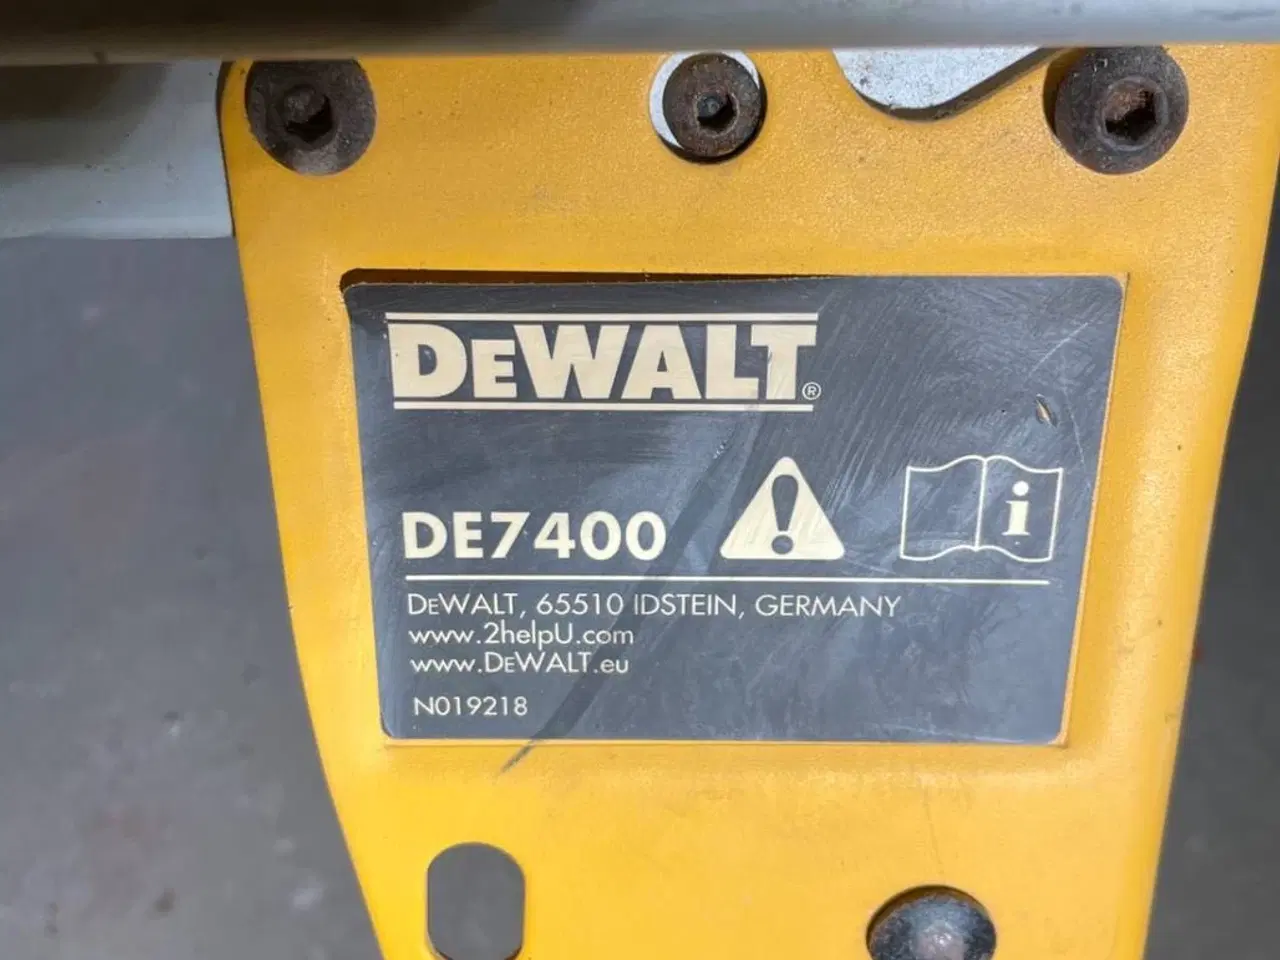 DEWALT®
DE7400
i
DEWALT, 65510 IDSTEIN, GERMANY
www.2helpU.com
www.DEWALT.eu
N019218